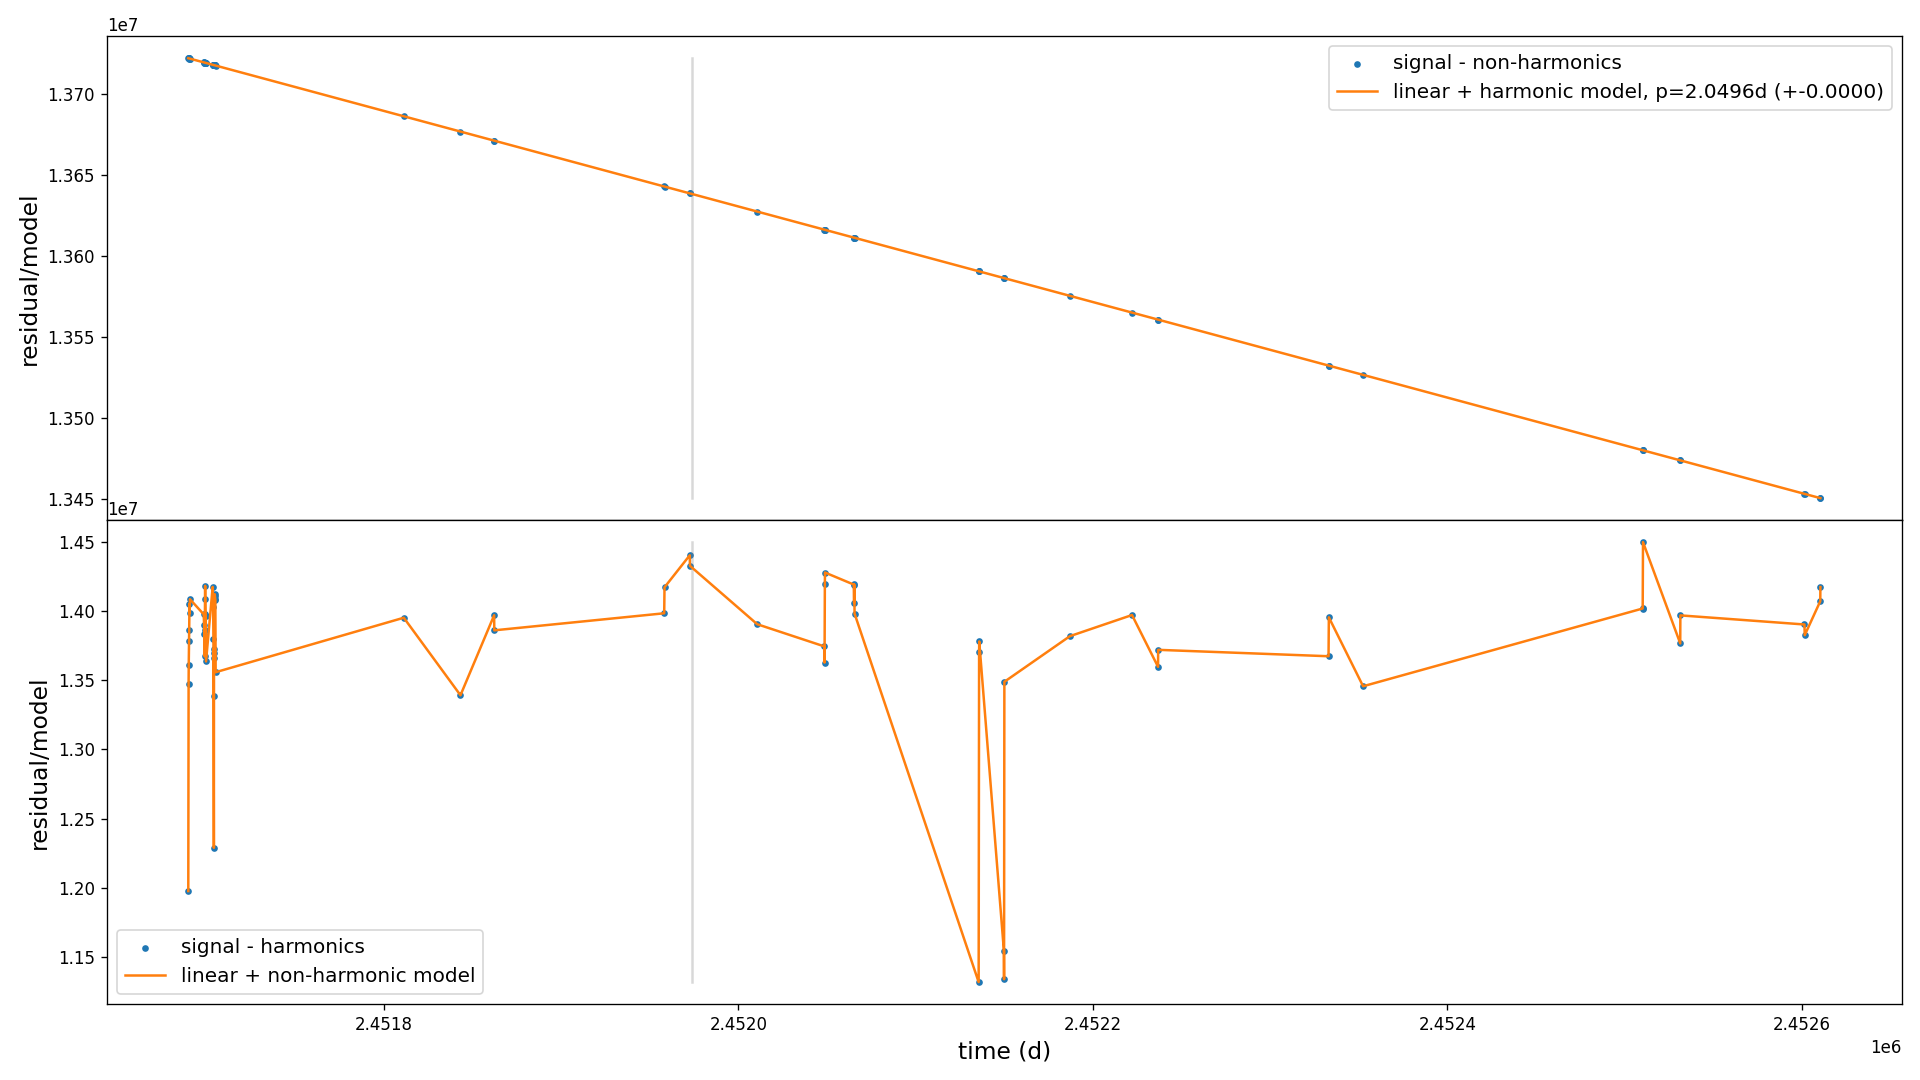 1e7
1.370
1.365
1.360
1.355
1.350
1.345
residual/model
signal - non-harmonics
linear + harmonic model, p=2.0496d (+-0.0000)
1e7
1.45
1.40
1.35
1.30
1.25
1.20
1.15
residual/model
signal - harmonics
linear + non-harmonic model
2.4518
2.4520
2.4522
2.4524
2.4526
1e6
time (d)